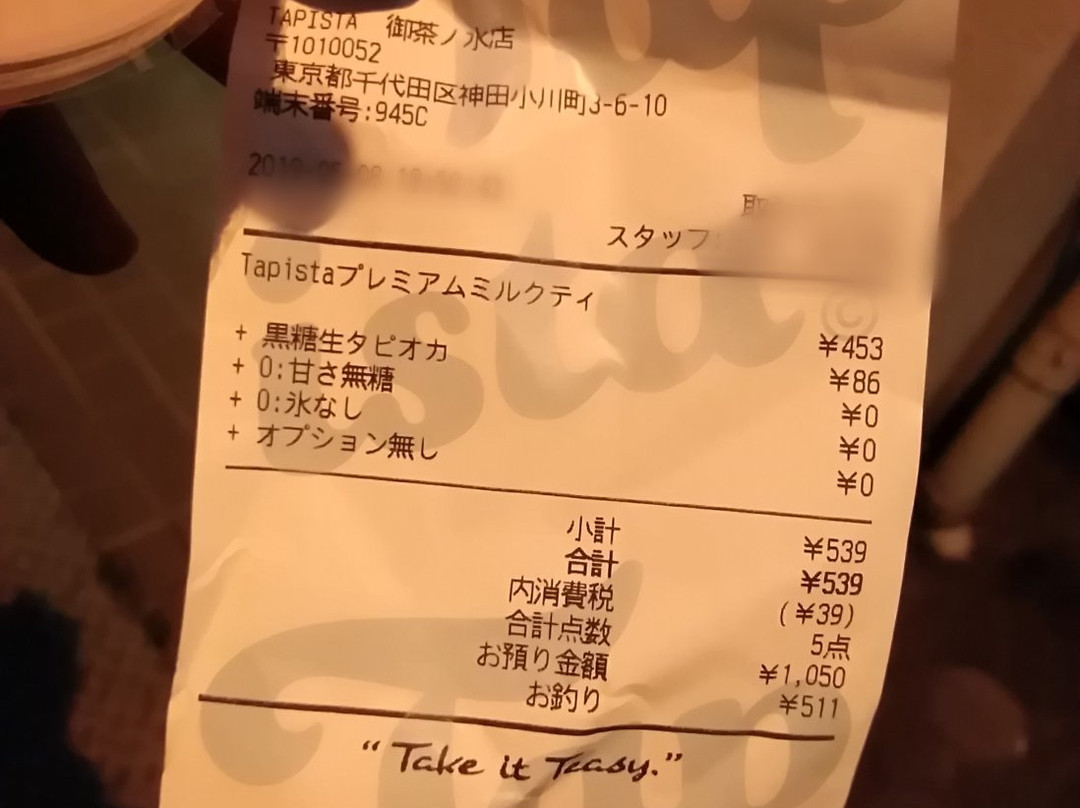 TAPISTA 御茶ノ水店
〒1010052
東京都千代田区神田小川町3-6-10
端末番号:945C
スタッフ:
Tapistaプレミアムミルクティ
¥453
+ 黒糖生タピオカ ¥86
+ 0:甘さ無糖 ¥0
+ 0:氷なし ¥0
+ オプション無し ¥0
小計 ¥539
合計 ¥539
内消費税 (¥39)
合計点数 5点
お預り金額 ¥1,050
お釣り ¥511
“Take it Teasy.”